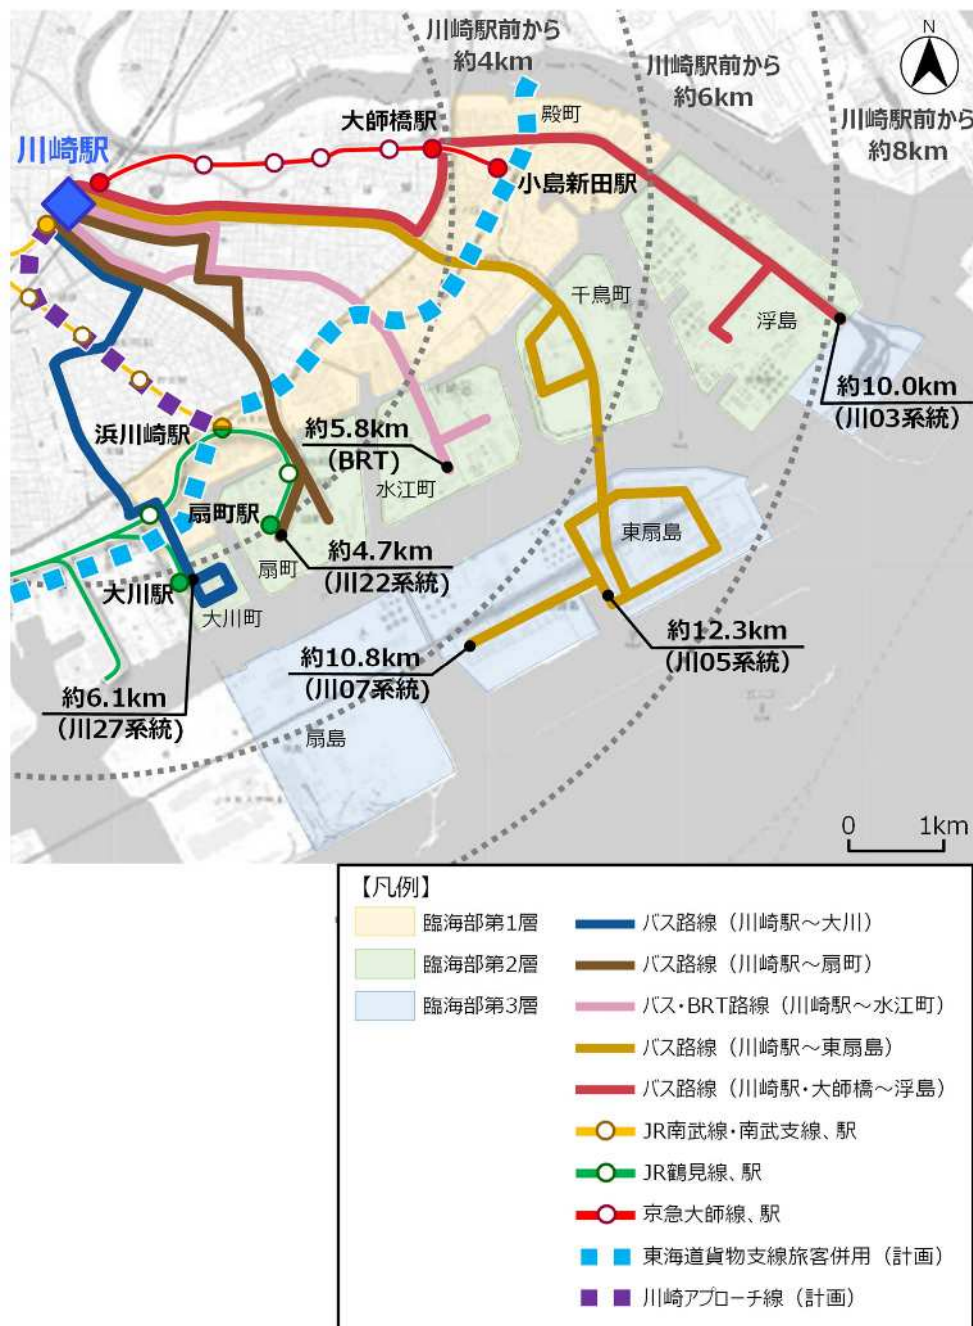 川崎駅前から
約4km
N
川崎駅前から
約6km
川崎駅前から
約8km
殿町
大師橋駅
川崎駅
小島新田駅
千鳥町
浮島
約10.0km
(川03系統)
浜川崎駅
約5.8km
(BRT)
水江町
扇町駅
東扇島
扇町
約4.7km
(川22系統)
大川駅
大川町
約12.3km
(川05系統)
約10.8km
(川07系統)
約6.1km
(川27系統)
扇島
0 1km
【凡例】
臨海部第1層
臨海部第2層
臨海部第3層
バス路線（川崎駅～大川）
バス路線（川崎駅～扇町）
バス・BRT路線（川崎駅～水江町）
バス路線（川崎駅～東扇島）
バス路線（川崎駅・大師橋～浮島）
JR南武線・南武支線、駅
JR鶴見線、駅
京急大師線、駅
東海道貨物支線旅客併用（計画）
川崎アプローチ線（計画）